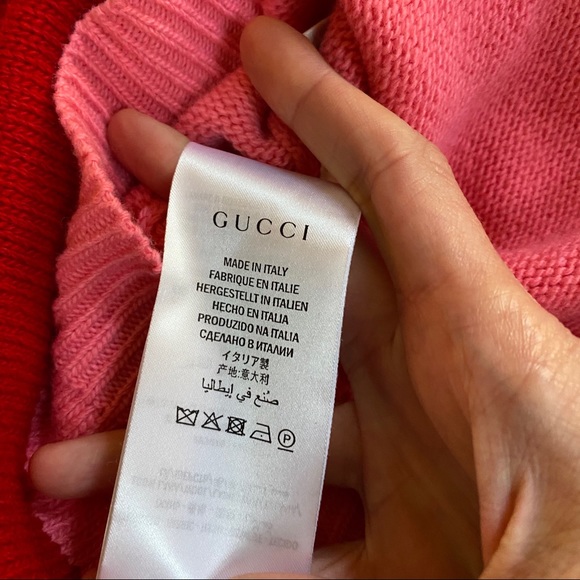 GUCCI
MADE IN ITALY
FABRIQUE EN ITALIE
HERGESTELLT IN ITALIEN
HECHO EN ITALIA
PRODUZIDO NA ITALIA
СДЕЛАНО В ИТАЛИИ
イタリア製
产地:意大利
صنع في إيطاليا
P